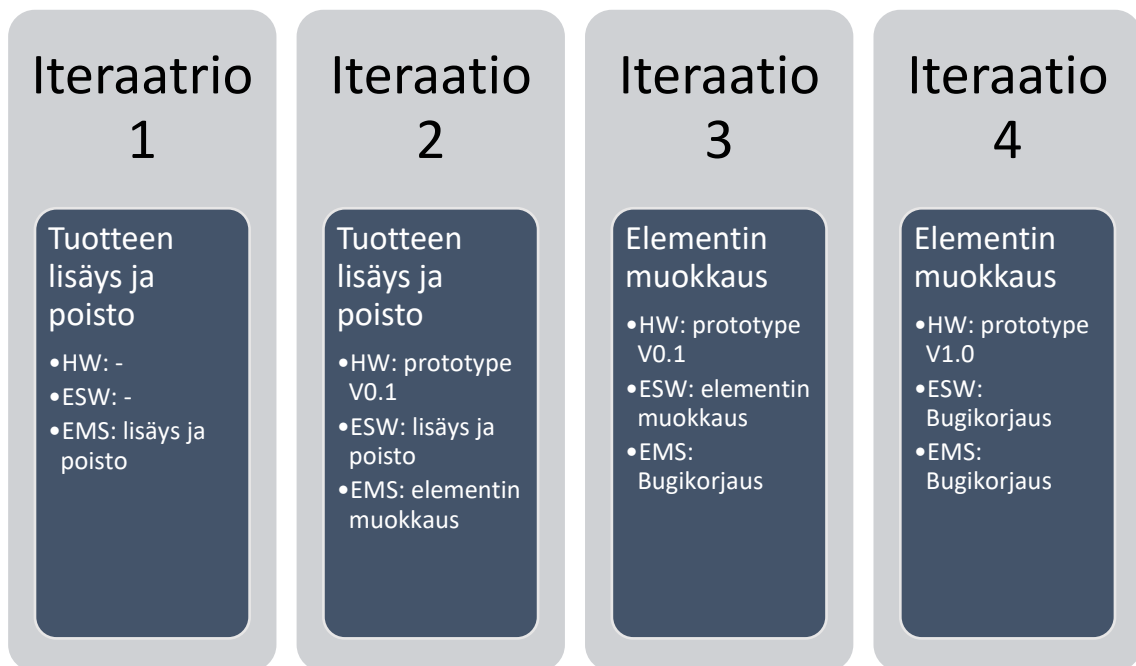 Iteraatrio
1
Tuotteen
lisäys ja
poisto
•HW: -
•ESW: -
•EMS: lisäys ja
poisto
Iteraatio
2
Tuotteen
lisäys ja
poisto
•HW: prototype
V0.1
•ESW: lisäys ja
poisto
•EMS: elementin
muokkaus
Iteraatio
3
Elementin
muokkaus
•HW: prototype
V0.1
•ESW: elementin
muokkaus
•EMS:
Bugikorjaus
Iteraatio
4
Elementin
muokkaus
•HW: prototype
V1.0
•ESW:
Bugikorjaus
•EMS:
Bugikorjaus